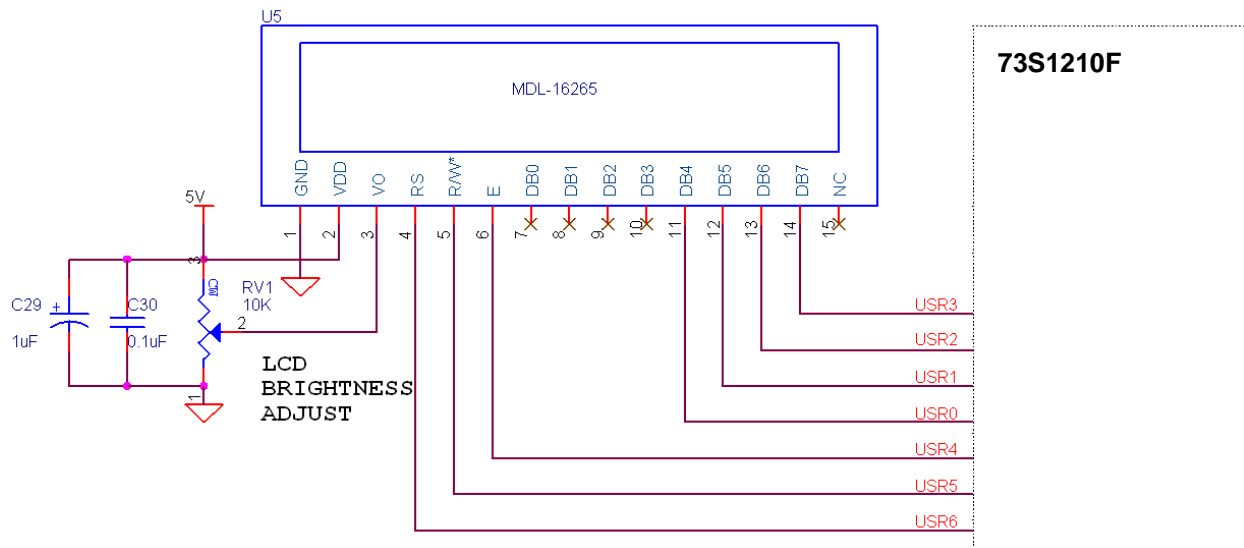 U5
73S1210F
MDL-16265
GND
VDD
VO
RS
R/W*
E
DB0
DB1
DB2
DB3
DB4
DB5
DB6
DB7
NC
1
2
3
4
5
6
7
8
9
10
11
12
13
14
15
5V
3
CW
RV1
10K
C29
+
1uF
C30
0.1uF
2
1
LCD
BRIGHTNESS
ADJUST
USR3
USR2
USR1
USR0
USR4
USR5
USR6